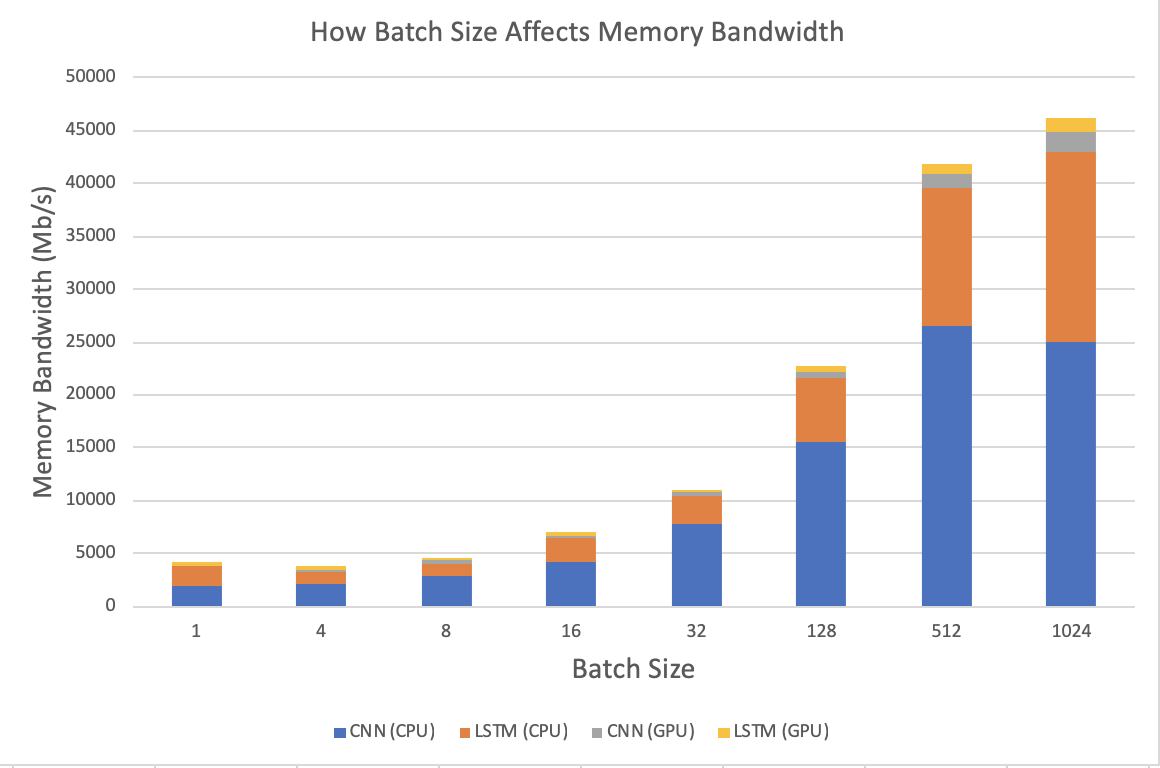 How Batch Size Affects Memory Bandwidth
Memory Bandwidth (Mb/s)
50000
45000
40000
35000
30000
25000
20000
15000
10000
5000
0
1 4 8 16 32 128 512 1024
Batch Size
CNN (CPU) LSTM (CPU) CNN (GPU) LSTM (GPU)